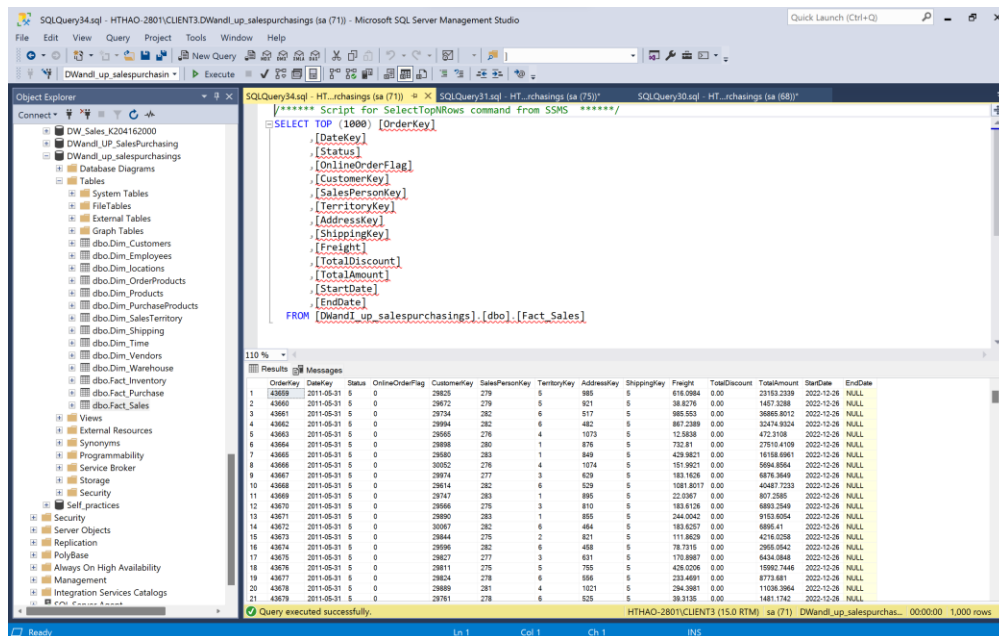 SQLQuery34.sql - HTHAO-2801\CLIENT3.DWandI_up_salespurchasings (sa (71)) - Microsoft SQL Server Management Studio
Quick Launch (Ctrl+Q)
File Edit View Query Project Tools Window Help
New Query
DWandI_up_salespurchasin
Execute
Object Explorer
SQLQuery34.sql - HT...rchasings (sa (71))
SQLQuery31.sql - HT...rchasings (sa (75))*
SQLQuery30.sql - HT...rchasings (sa (68))*
Connect
DW_Sales_K204162000
DWandI_UP_SalesPurchasing
DWandI_up_salespurchasings
Database Diagrams
Tables
System Tables
FileTables
External Tables
Graph Tables
dbo.Dim_Customers
dbo.Dim_Employees
dbo.Dim_locations
dbo.Dim_OrderProducts
dbo.Dim_Products
dbo.Dim_PurchaseProducts
dbo.Dim_SalesTerritory
dbo.Dim_Shipping
dbo.Dim_Time
dbo.Dim_Vendors
dbo.Dim_Warehouse
dbo.Fact_Inventory
dbo.Fact_Purchase
dbo.Fact_Sales
Views
External Resources
Synonyms
Programmability
Service Broker
Storage
Security
Self_practices
Security
Server Objects
Replication
PolyBase
Always On High Availability
Management
Integration Services Catalogs
SQL Server Agent
/****** Script for SelectTopNRows command from SSMS ******/
SELECT TOP (1000) [OrderKey]
,[DateKey]
,[Status]
,[OnlineOrderFlag]
,[CustomerKey]
,[SalesPersonKey]
,[TerritoryKey]
,[AddressKey]
,[ShippingKey]
,[Freight]
,[TotalDiscount]
,[TotalAmount]
,[StartDate]
,[EndDate]
FROM [DWandI_up_salespurchasings].[dbo].[Fact_Sales]
110 %
Results Messages
OrderKey DateKey Status OnlineOrderFlag CustomerKey SalesPersonKey TerritoryKey AddressKey ShippingKey Freight TotalDiscount TotalAmount StartDate EndDate
1 43659 2011-05-31 5 0 29825 279 5 985 5 616.0984 0.00 23153.2339 2022-12-26 NULL
2 43660 2011-05-31 5 0 29672 279 5 921 5 38.8276 0.00 1457.3288 2022-12-26 NULL
3 43661 2011-05-31 5 0 29734 282 6 517 5 985.553 0.00 36865.8012 2022-12-26 NULL
4 43662 2011-05-31 5 0 29994 282 6 482 5 867.2389 0.00 32474.9324 2022-12-26 NULL
5 43663 2011-05-31 5 0 29565 276 4 1073 5 12.5838 0.00 472.3108 2022-12-26 NULL
6 43664 2011-05-31 5 0 29898 280 1 876 5 732.81 0.00 27510.4109 2022-12-26 NULL
7 43665 2011-05-31 5 0 29580 283 1 849 5 429.9821 0.00 16158.6961 2022-12-26 NULL
8 43666 2011-05-31 5 0 30052 276 4 1074 5 151.9921 0.00 5694.8564 2022-12-26 NULL
9 43667 2011-05-31 5 0 29974 277 3 629 5 183.1626 0.00 6876.3649 2022-12-26 NULL
10 43668 2011-05-31 5 0 29614 282 6 529 5 1081.8017 0.00 40487.7233 2022-12-26 NULL
11 43669 2011-05-31 5 0 29747 283 1 895 5 22.0367 0.00 807.2585 2022-12-26 NULL
12 43670 2011-05-31 5 0 29566 275 3 810 5 183.6126 0.00 6893.2549 2022-12-26 NULL
13 43671 2011-05-31 5 0 29890 283 1 855 5 244.0042 0.00 9153.6054 2022-12-26 NULL
14 43672 2011-05-31 5 0 30067 282 6 464 5 183.6257 0.00 6895.41 2022-12-26 NULL
15 43673 2011-05-31 5 0 29844 275 2 821 5 111.8629 0.00 4216.0258 2022-12-26 NULL
16 43674 2011-05-31 5 0 29596 282 6 458 5 78.7315 0.00 2955.0542 2022-12-26 NULL
17 43675 2011-05-31 5 0 29827 277 3 631 5 170.8987 0.00 6434.0848 2022-12-26 NULL
18 43676 2011-05-31 5 0 29811 275 5 755 5 426.0206 0.00 15992.7446 2022-12-26 NULL
19 43677 2011-05-31 5 0 29824 278 6 556 5 233.4691 0.00 8773.681 2022-12-26 NULL
20 43678 2011-05-31 5 0 29889 281 4 1021 5 294.3981 0.00 11036.3964 2022-12-26 NULL
21 43679 2011-05-31 5 0 29761 278 6 525 5 39.3135 0.00 1481.1742 2022-12-26 NULL
Query executed successfully.
HTHAO-2801\CLIENT3 (15.0 RTM) sa (71) DWandI_up_salespurchas... 00:00:00 1,000 rows
Ready Ln 1 Col 1 Ch 1 INS